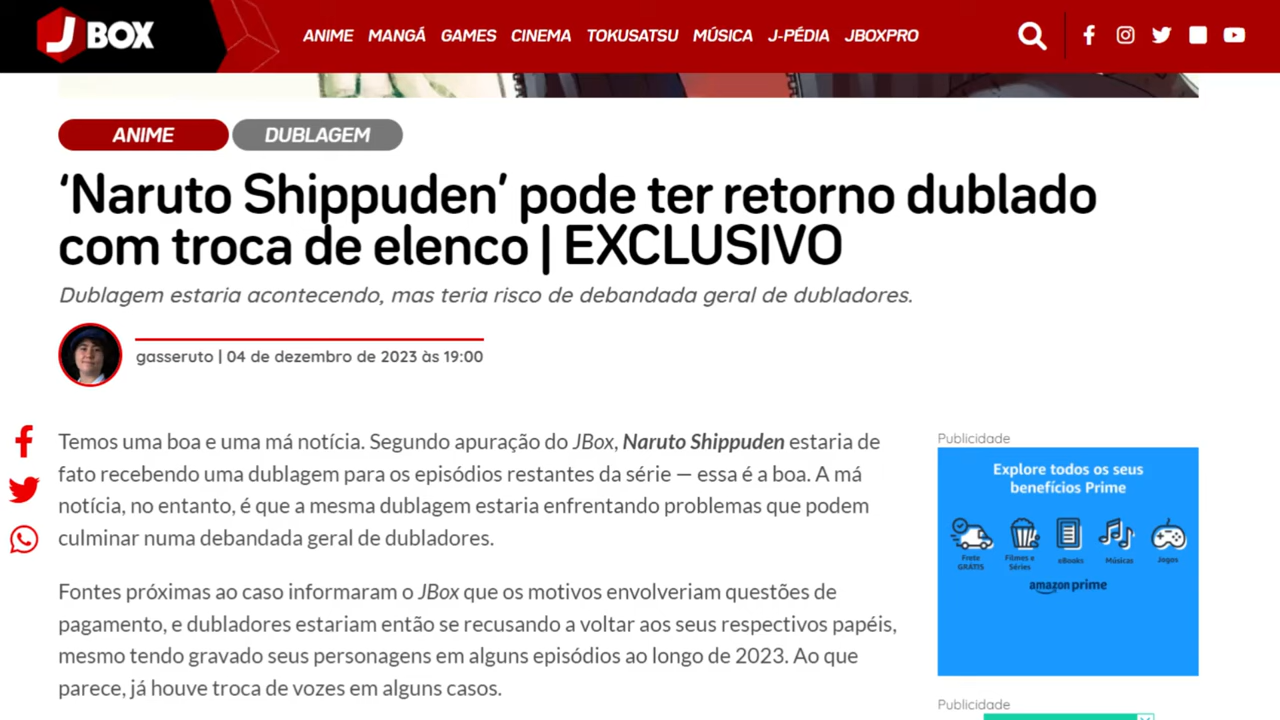 J BOX
ANIME MANGÁ GAMES CINEMA TOKUSATSU MÚSICA J-PÉDIA JBOXPRO
ANIME DUBLAGEM
‘Naruto Shippuden’ pode ter retorno dublado
com troca de elenco | EXCLUSIVO
Dublagem estaria acontecendo, mas teria risco de debandada geral de dubladores.
gasseruto | 04 de dezembro de 2023 às 19:00
Temos uma boa e uma má notícia. Segundo apuração do JBox, Naruto Shippuden estaria de
fato recebendo uma dublagem para os episódios restantes da série — essa é a boa. A má
notícia, no entanto, é que a mesma dublagem estaria enfrentando problemas que podem
culminar numa debandada geral de dubladores.
Fontes próximas ao caso informaram o JBox que os motivos envolveriam questões de
pagamento, e dubladores estariam então se recusando a voltar aos seus respectivos papéis,
mesmo tendo gravado seus personagens em alguns episódios ao longo de 2023. Ao que
parece, já houve troca de vozes em alguns casos.
Publicidade
Explore todos os seus
benefícios Prime
Frete GRÁTIS
Filmes e Séries
eBooks
Músicas
Jogos
amazon prime
Publicidade